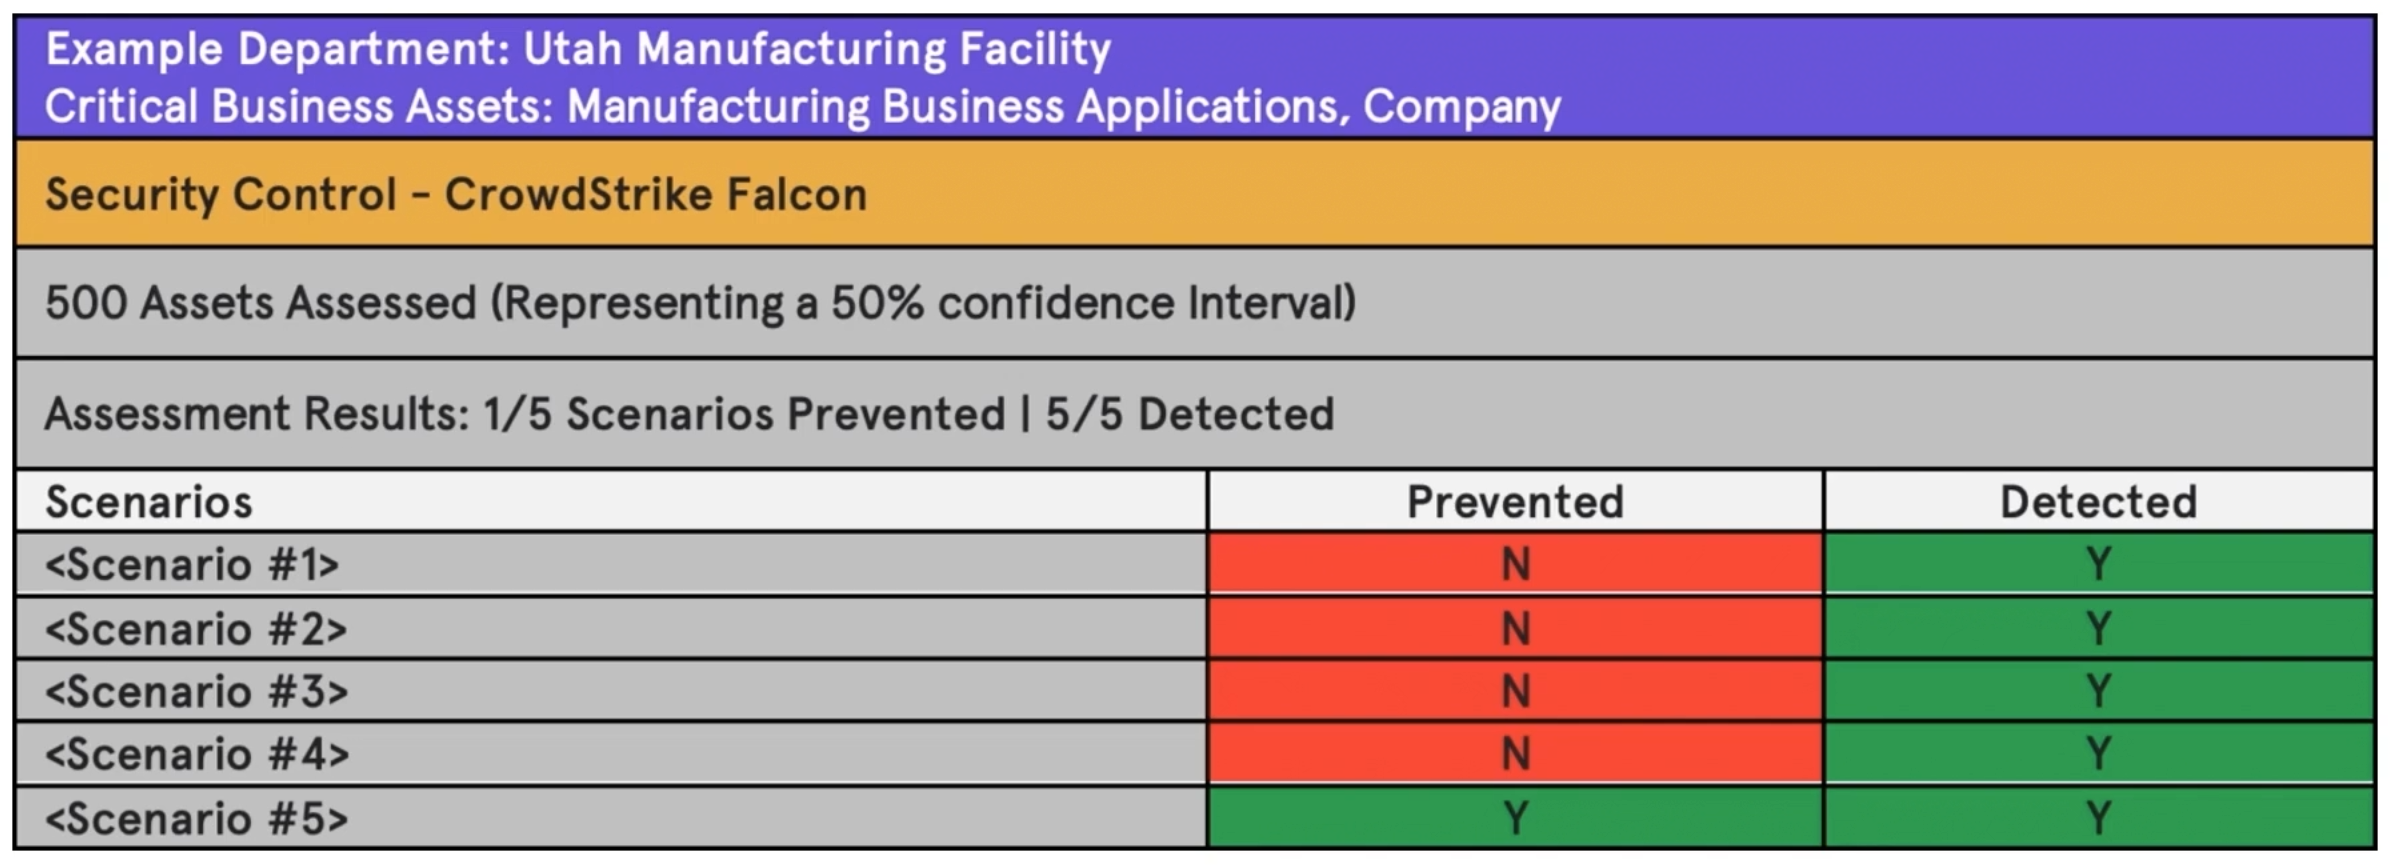 Example Department: Utah Manufacturing Facility
Critical Business Assets: Manufacturing Business Applications, Company
Security Control - CrowdStrike Falcon
500 Assets Assessed (Representing a 50% confidence Interval)
Assessment Results: 1/5 Scenarios Prevented | 5/5 Detected
Scenarios Prevented Detected
<Scenario #1> N Y
<Scenario #2> N Y
<Scenario #3> N Y
<Scenario #4> N Y
<Scenario #5> Y Y